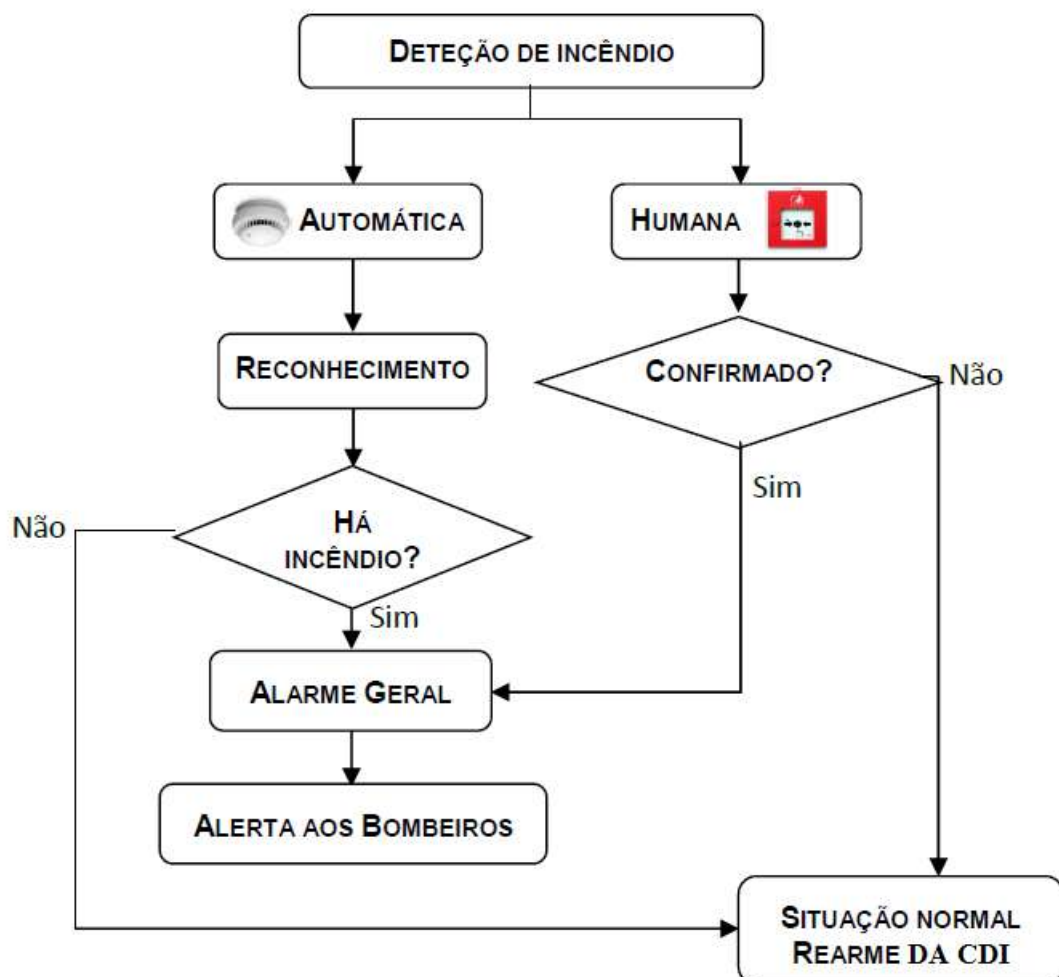 DETEÇÃO DE INCÊNDIO
AUTOMÁTICA
HUMANA
RECONHECIMENTO
CONFIRMADO?
Não
Sim
Não
HÁ
INCÊNDIO?
Sim
ALARME GERAL
ALERTA AOS BOMBEIROS
SITUAÇÃO NORMAL
REARME DA CDI